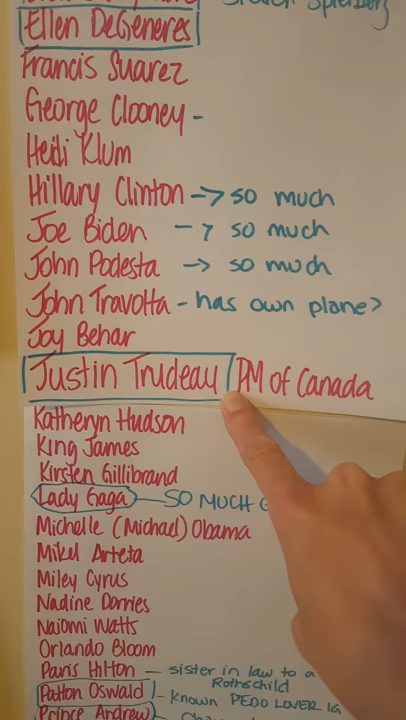 Ellen DeGeneres
Francis Suarez
George Clooney -
Heidi Klum
Hillary Clinton -> so much
Joe Biden -> so much
John Podesta -> so much
John Travolta - has own plane?
Joy Behar
Justin Trudeau PM of Canada
Katheryn Hudson
King James
Kirsten Gillibrand
Lady Gaga - SO MUCH
Michelle (Michael) Obama
Mikel Arteta
Miley Cyrus
Nadine Dorries
Naiomi Watts
Orlando Bloom
Paris Hilton - sister in law to a
Rothschild
Patton Oswald - Known PEDO LOVER
Prince Andrew -